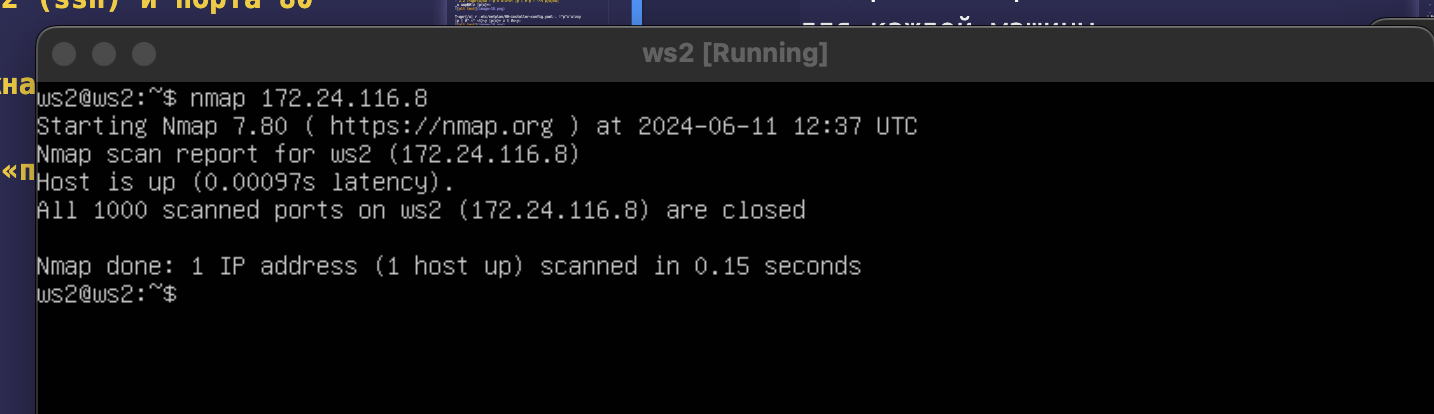 2 (ssh) и порта 80
для каждой машины
ws2 [Running]
ws2@ws2:~$ nmap 172.24.116.8
Starting Nmap 7.80 ( https://nmap.org ) at 2024-06-11 12:37 UTC
Nmap scan report for ws2 (172.24.116.8)
Host is up (0.00097s latency).
All 1000 scanned ports on ws2 (172.24.116.8) are closed
Nmap done: 1 IP address (1 host up) scanned in 0.15 seconds
ws2@ws2:~$